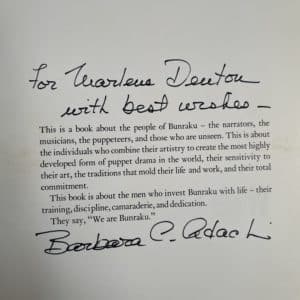 For Marlene Denton
with best wishes –
This is a book about the people of Bunraku – the narrators, the
musicians, the puppeteers, and those who are unseen. This is about
the individuals who combine their artistry to create the most highly
developed form of puppet drama in the world, their sensitivity to
their art, the traditions that mold their life and work, and their total
commitment.
This book is about the men who invest Bunraku with life – their
training, discipline, camaraderie, and dedication.
They say, “We are Bunraku.”
Barbara C. Adachi